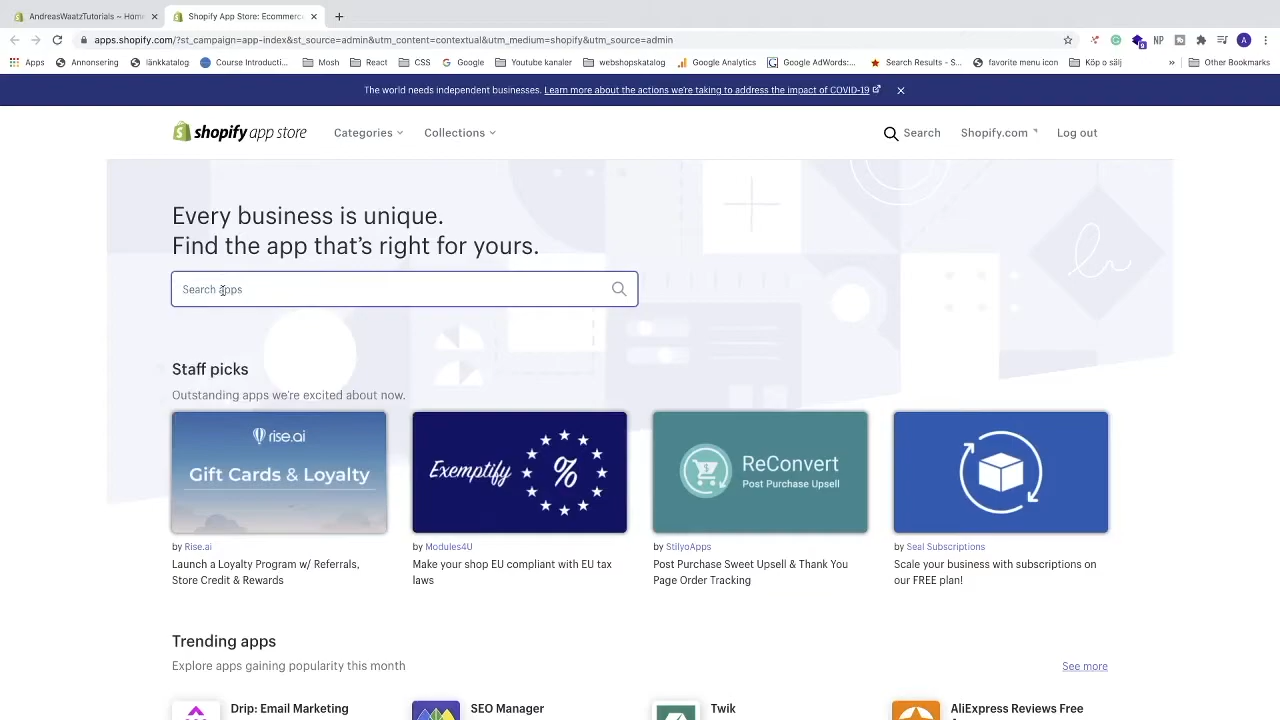 AndreasWaatzTutorials ~ Home
Shopify App Store: Ecommerce
apps.shopify.com/?st_campaign=app-index&st_source=admin&utm_content=contextual&utm_medium=shopify&utm_source=admin
NP
A
Apps
Annonsering
länkkatalog
Course Introducti...
Mosh
React
CSS
Google
Youtube kanaler
webshopskatalog
Google Analytics
Google AdWords:...
Search Results - S...
favorite menu icon
Köp o sälj
»
Other Bookmarks
The world needs independent businesses. Learn more about the actions we're taking to address the impact of COVID-19
shopify app store
Categories
Collections
Search
Shopify.com
Log out
Every business is unique.
Find the app that's right for yours.
Search apps
Staff picks
Outstanding apps we're excited about now.
rise.ai
Gift Cards & Loyalty
Exemptify %
ReConvert
Post Purchase Upsell
by Rise.ai
by Modules4U
by StilyoApps
by Seal Subscriptions
Launch a Loyalty Program w/ Referrals,
Store Credit & Rewards
Make your shop EU compliant with EU tax
laws
Post Purchase Sweet Upsell & Thank You
Page Order Tracking
Scale your business with subscriptions on
our FREE plan!
Trending apps
Explore apps gaining popularity this month
See more
Drip: Email Marketing
SEO Manager
Twik
AliExpress Reviews Free